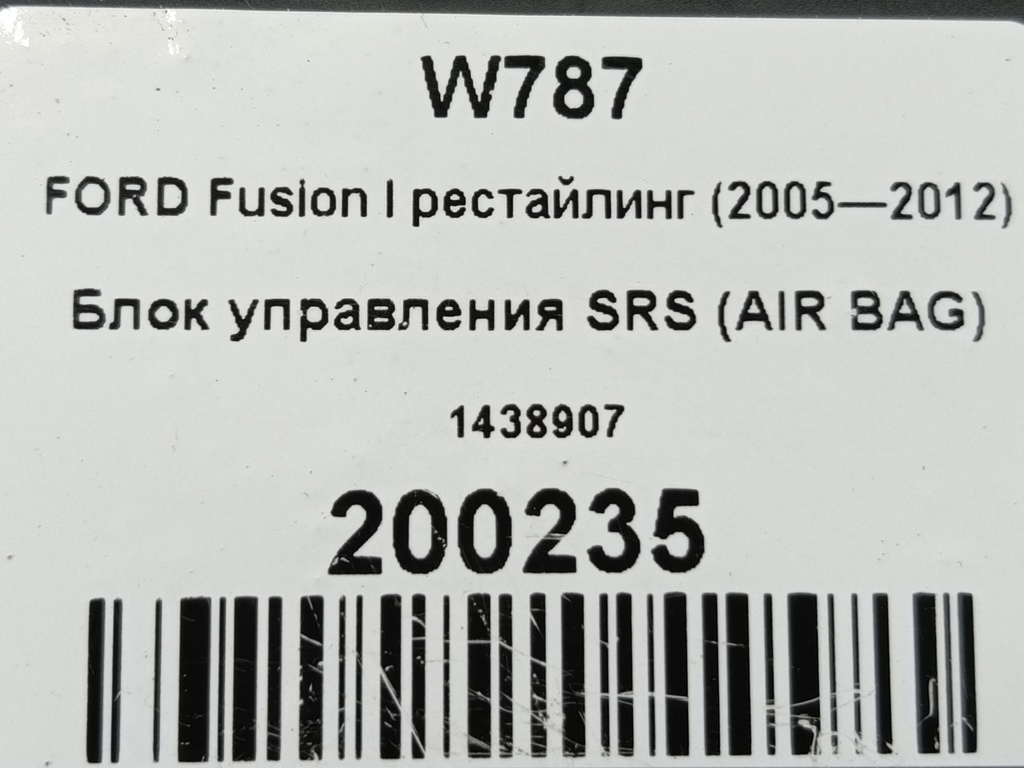 W787
FORD Fusion I рестайлинг (2005—2012)
Блок управления SRS (AIR BAG)
1438907
200235